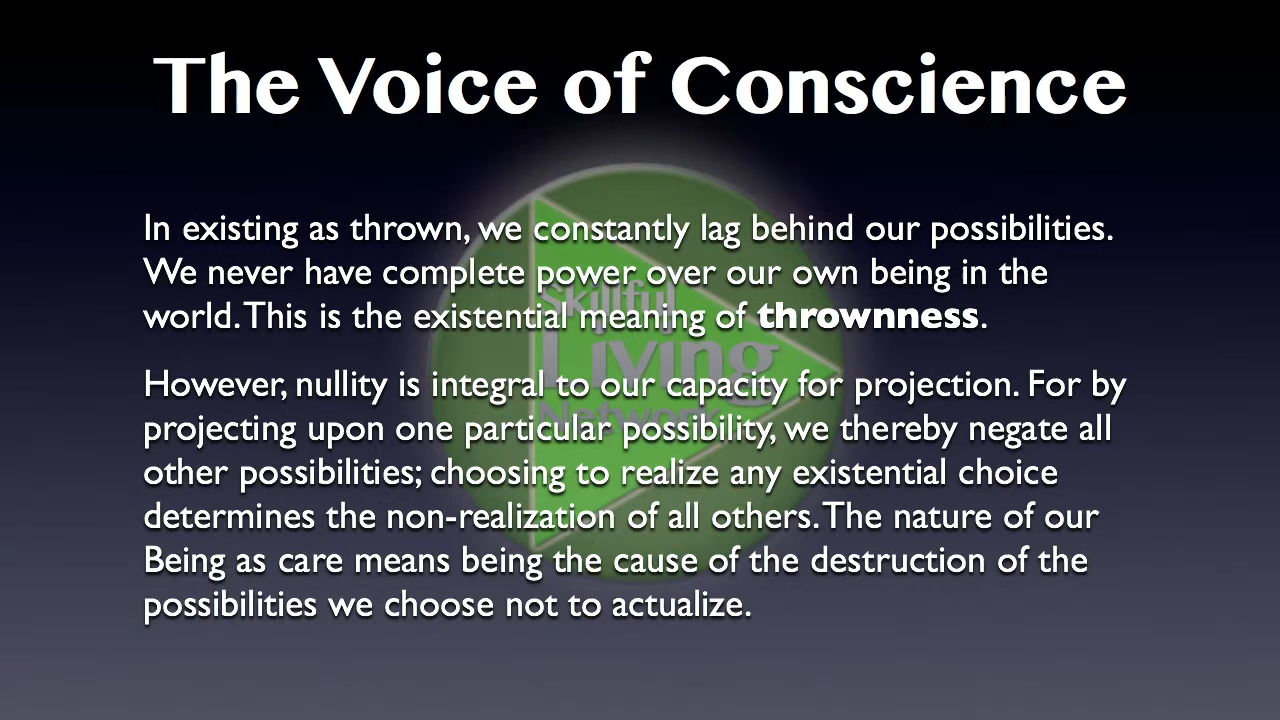 The Voice of Conscience
In existing as thrown, we constantly lag behind our possibilities.
We never have complete power over our own being in the
world. This is the existential meaning of thrownness.
However, nullity is integral to our capacity for projection. For by
projecting upon one particular possibility, we thereby negate all
other possibilities; choosing to realize any existential choice
determines the non-realization of all others. The nature of our
Being as care means being the cause of the destruction of the
possibilities we choose not to actualize.
Skillful
Living
Network